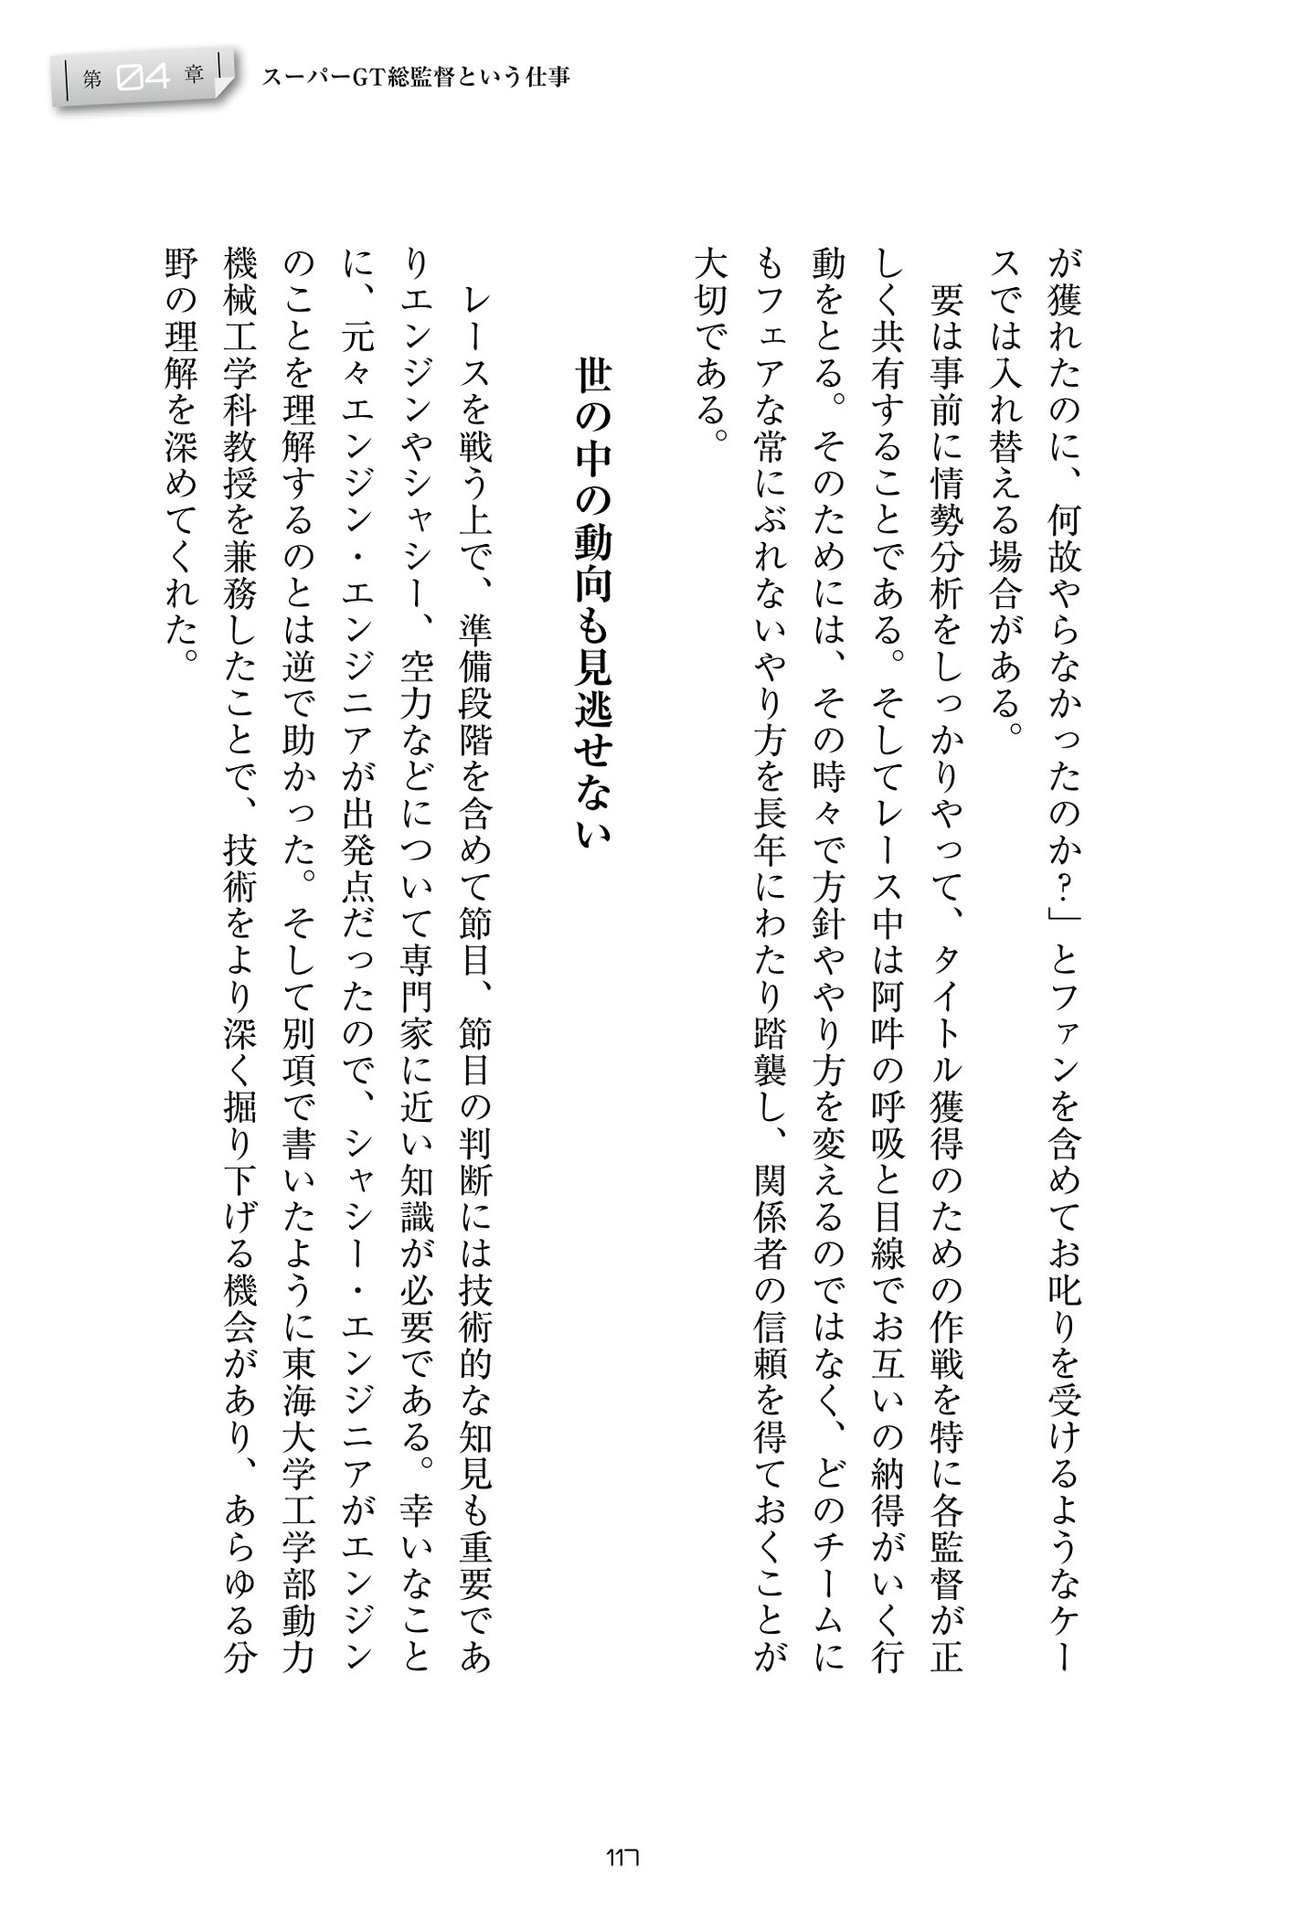 第04章 スーパーGT総監督という仕事
が獲れたのに、何故やらなかったのか?」とファンを含めてお叱りを受けるようなケー
スでは入れ替える場合がある。
要は事前に情勢分析をしっかりやって、タイトル獲得のための作戦を特に各監督が正
しく共有することである。そしてレース中は阿吽の呼吸と目線でお互いの納得がいく行
動をとる。そのためには、その時々で方針ややり方を変えるのではなく、どのチームに
もフェアな常にぶれないやり方を長年にわたり踏襲し、関係者の信頼を得ておくことが
大切である。
世の中の動向も見逃せない
レースを戦う上で、準備段階を含めて節目、節目の判断には技術的な知見も重要であ
りエンジンやシャシー、空力などについて専門家に近い知識が必要である。幸いなこと
に、元々エンジン・エンジニアが出発点だったので、シャシー・エンジニアがエンジン
のことを理解するのとは逆で助かった。そして別項で書いたように東海大学工学部動力
機械工学科教授を兼務したことで、技術をより深く掘り下げる機会があり、あらゆる分
野の理解を深めてくれた。
117